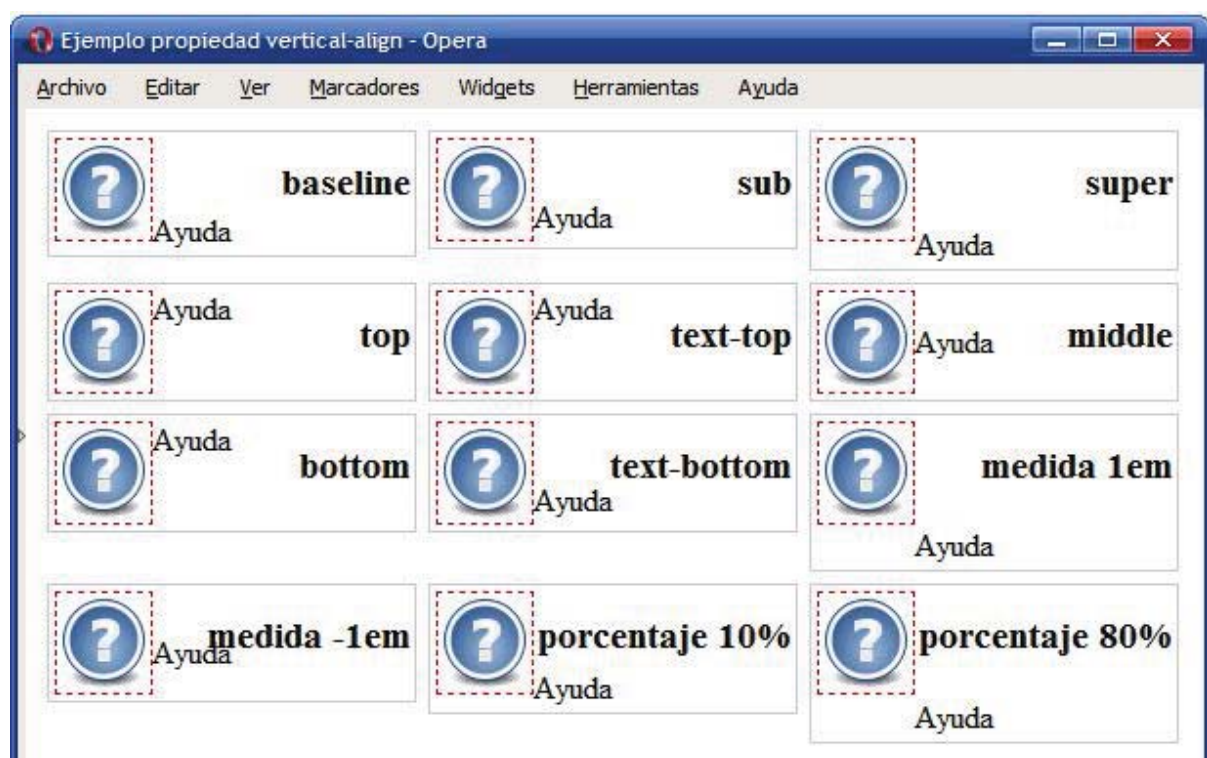 Ejemplo propiedad vertical-align - Opera
Archivo Editar Ver Marcadores Widgets Herramientas Ayuda
? baseline ? sub ? super
Ayuda Ayuda Ayuda
? Ayuda top ? Ayuda text-top ? Ayuda middle
? Ayuda bottom ? text-bottom ? medida 1em
Ayuda
Ayuda
? medida -1em ? porcentaje 10% ? porcentaje 80%
Ayuda Ayuda Ayuda